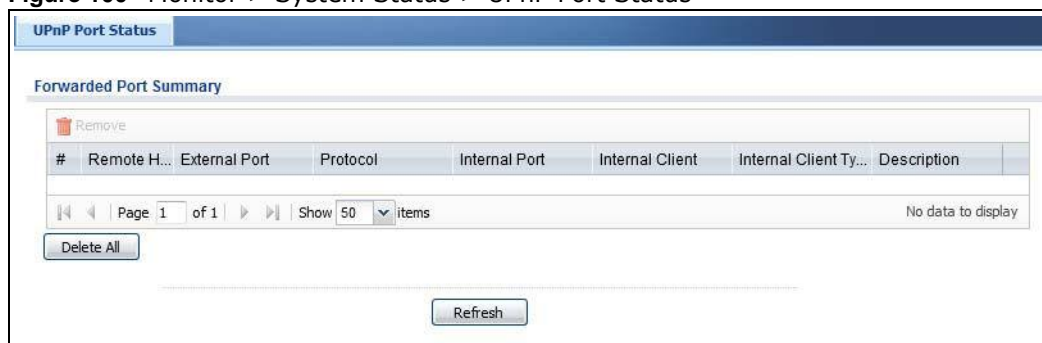 UPnP Port Status
Forwarded Port Summary
Remove
# Remote H... External Port Protocol Internal Port Internal Client Internal Client Ty... Description
Page 1 of 1 Show 50 items No data to display
Delete All
Refresh